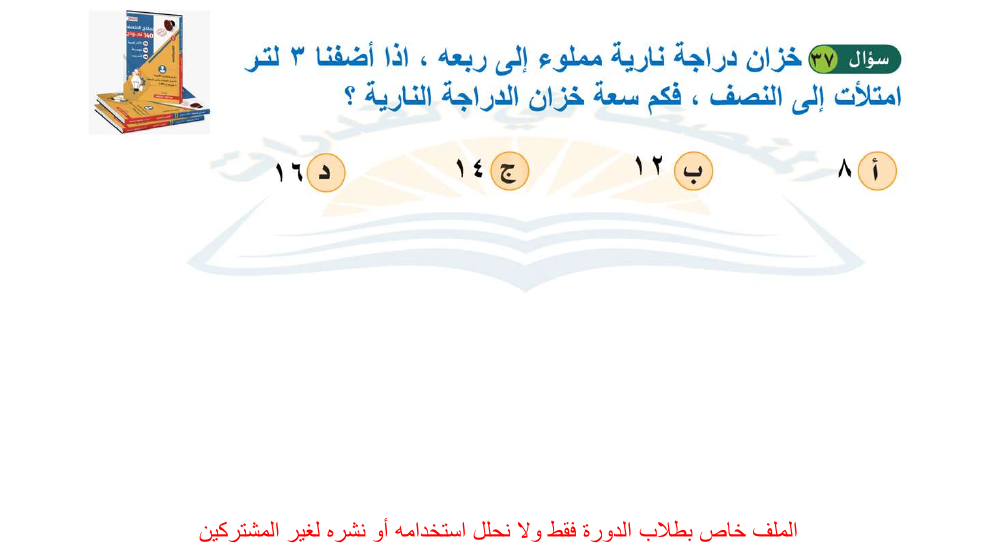 سؤال ٣٧ خزان دراجة نارية مملوء إلى ربعه ، اذا أضفنا ٣ لتر
امتلأت إلى النصف ، فكم سعة خزان الدراجة النارية ؟
أ ٨
ب ١٢
ج ١٤
د ١٦
الملف خاص بطلاب الدورة فقط ولا نحلل استخدامه أو نشره لغير المشتركين